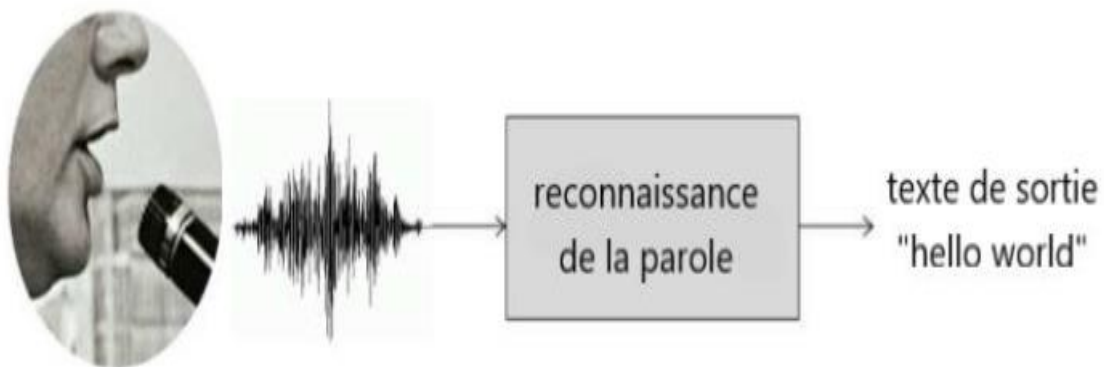 reconnaissance
de la parole
texte de sortie
"hello world"